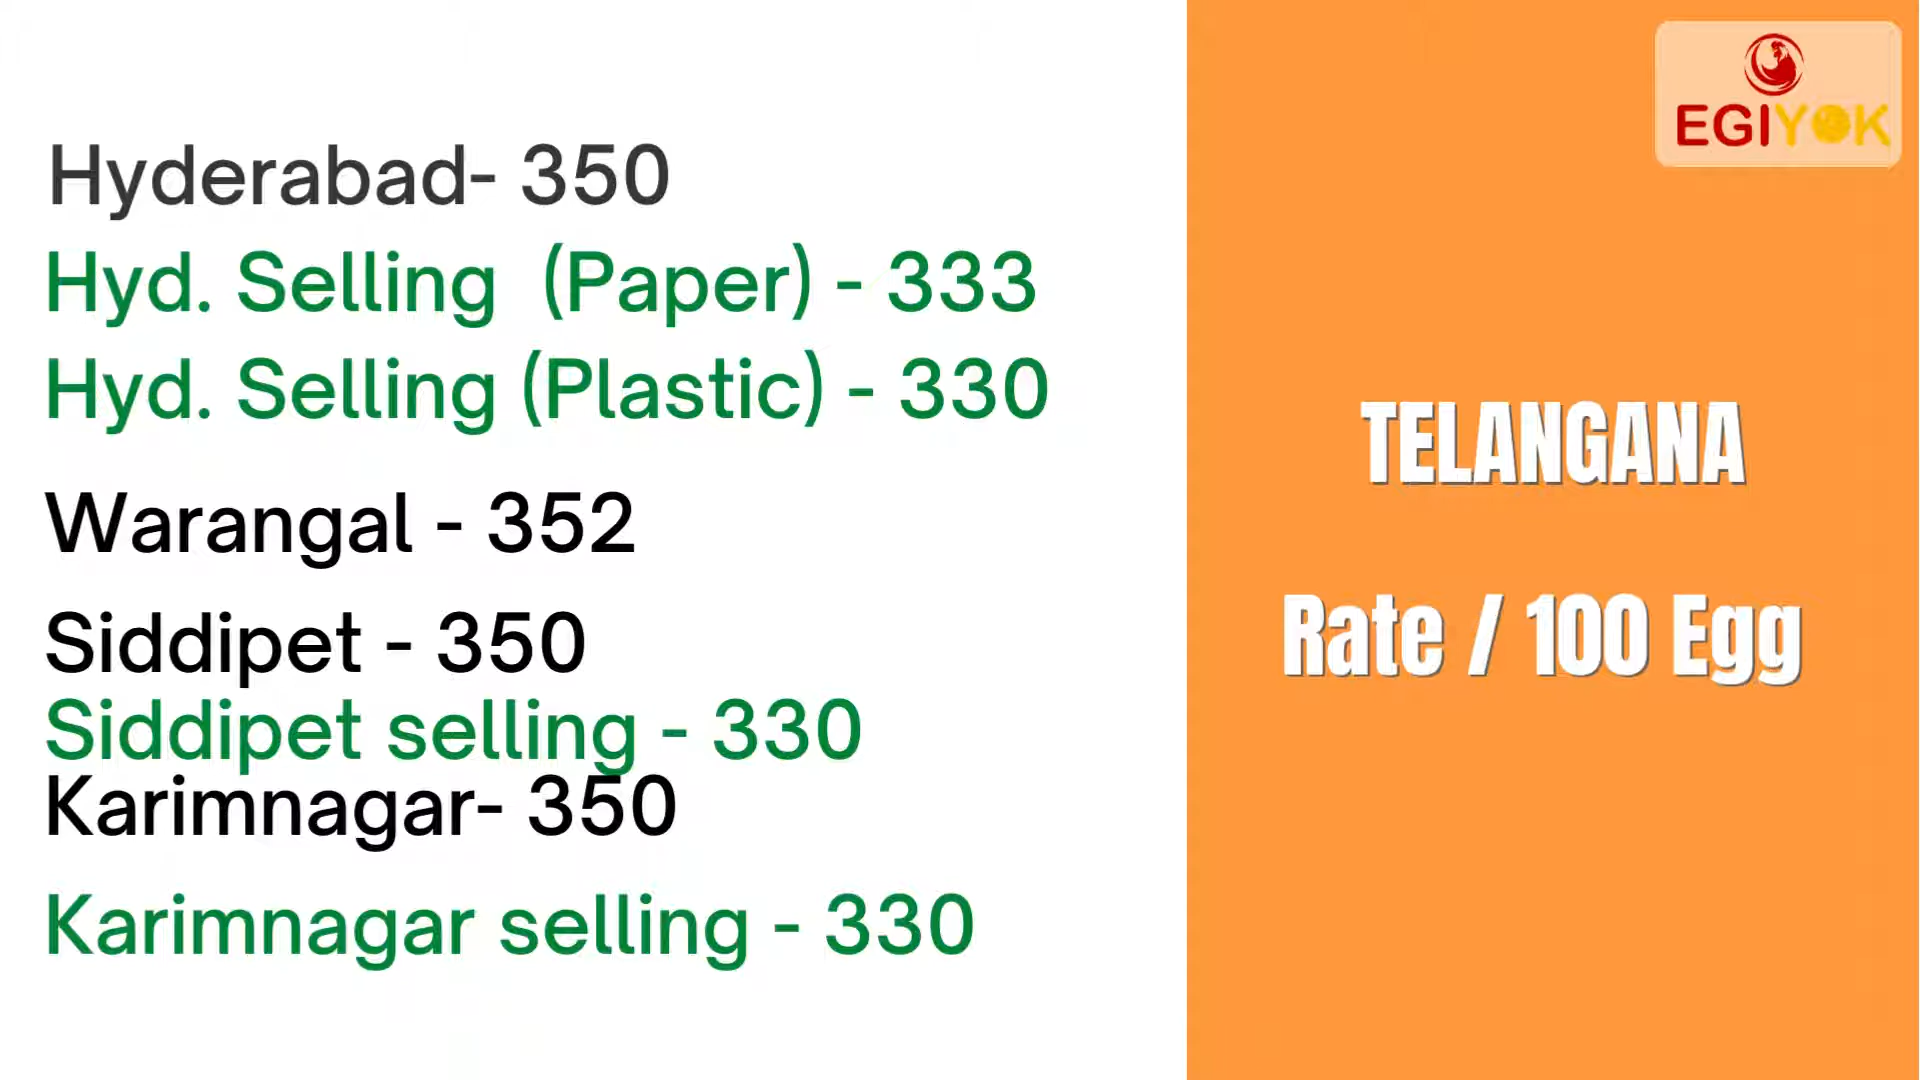 Hyderabad- 350
Hyd. Selling (Paper) - 333
Hyd. Selling (Plastic) - 330
Warangal - 352
Siddipet - 350
Siddipet selling - 330
Karimnagar- 350
Karimnagar selling - 330
EGIYOK
TELANGANA
Rate / 100 Egg